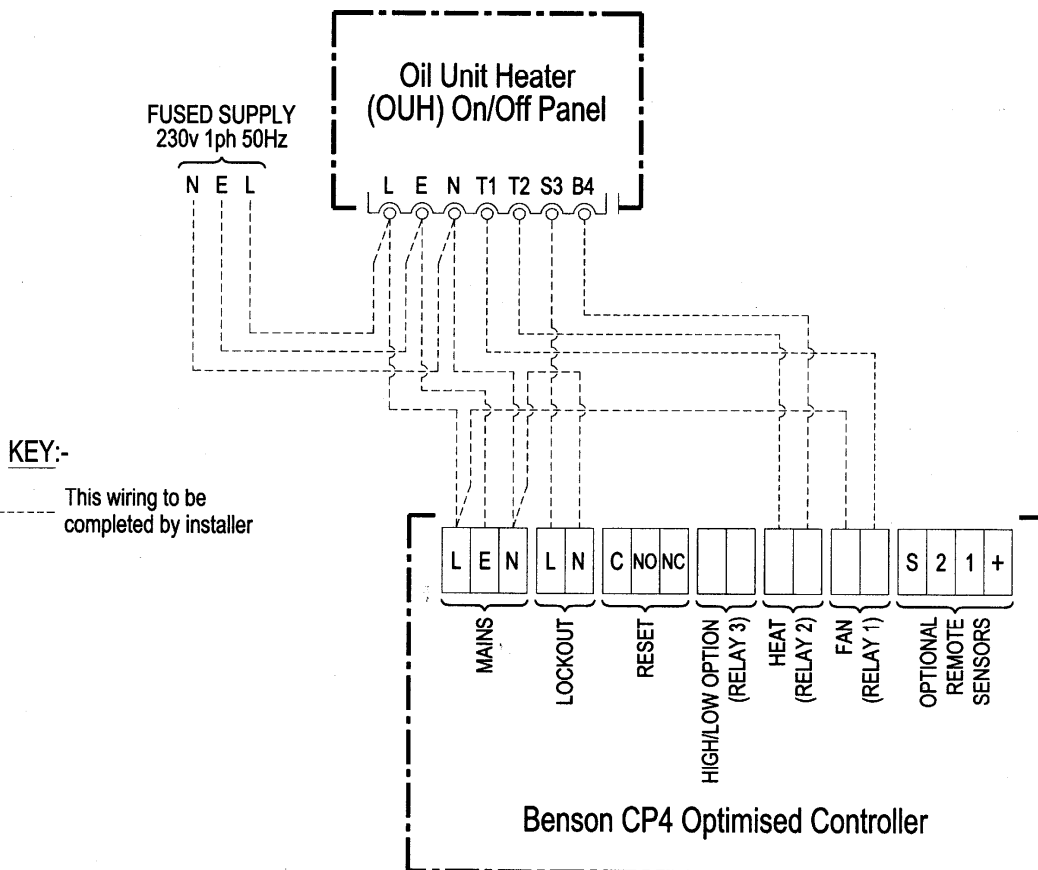 Oil Unit Heater
(OUH) On/Off Panel
FUSED SUPPLY
230v 1ph 50Hz
N E L
L E N T1 T2 S3 B4
KEY:-
This wiring to be
completed by installer
L E N L N C NO NC S 2 1 +
MAINS
LOCKOUT
RESET
HIGH/LOW OPTION
(RELAY 3)
HEAT
(RELAY 2)
FAN
(RELAY 1)
OPTIONAL
REMOTE
SENSORS
Benson CP4 Optimised Controller